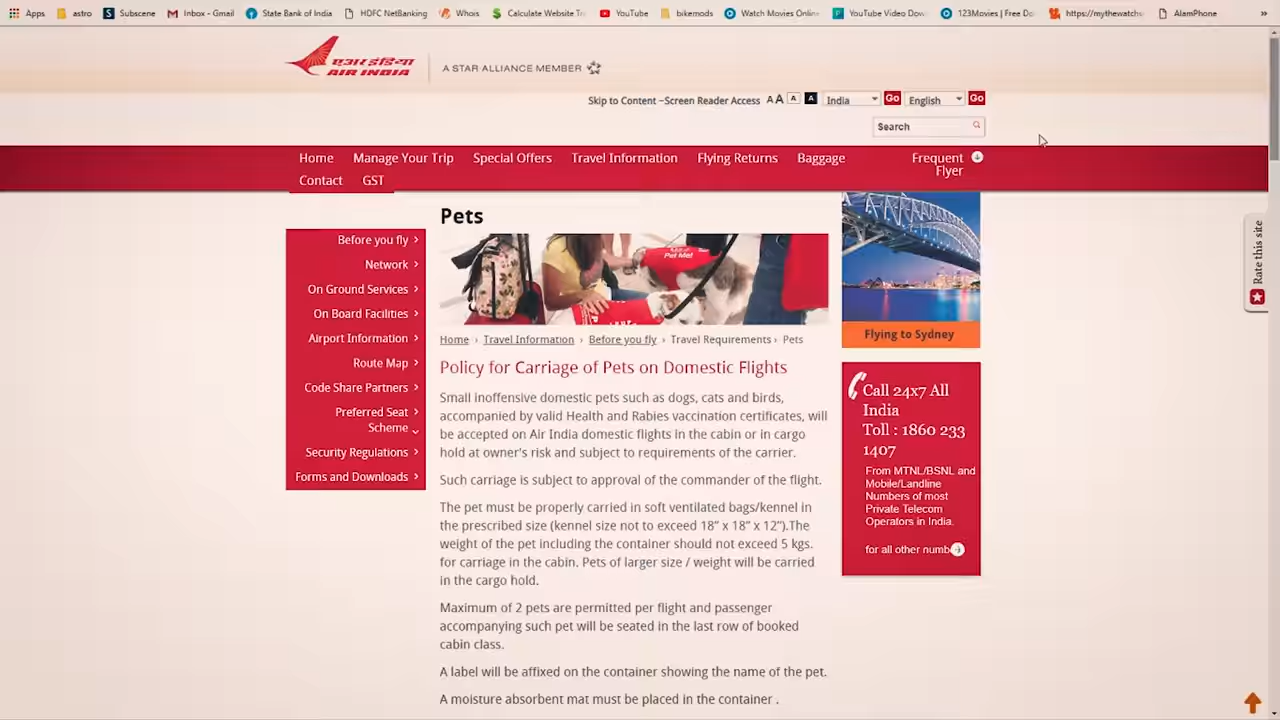 Apps astro Subscene Inbox - Gmail State Bank of India HDFC NetBanking Whois Calculate Website Tr YouTube bikemods Watch Movies Onlin YouTube Video Dow 123Movies | Free Do https://mythewatchs AlamPhone »
एअर इंडिया
AIR INDIA
A STAR ALLIANCE MEMBER
Skip to Content –Screen Reader Access A A A A India Go English Go
Search
Home Manage Your Trip Special Offers Travel Information Flying Returns Baggage
Contact GST
Frequent
Flyer
Before you fly
Network
On Ground Services
On Board Facilities
Airport Information
Route Map
Code Share Partners
Preferred Seat
Scheme
Security Regulations
Forms and Downloads
Pets
Pet Me!
Home › Travel Information › Before you fly › Travel Requirements › Pets
Policy for Carriage of Pets on Domestic Flights
Small inoffensive domestic pets such as dogs, cats and birds,
accompanied by valid Health and Rabies vaccination certificates, will
be accepted on Air India domestic flights in the cabin or in cargo
hold at owner's risk and subject to requirements of the carrier.
Such carriage is subject to approval of the commander of the flight.
The pet must be properly carried in soft ventilated bags/kennel in
the prescribed size (kennel size not to exceed 18” x 18” x 12”).The
weight of the pet including the container should not exceed 5 kgs.
for carriage in the cabin. Pets of larger size / weight will be carried
in the cargo hold.
Maximum of 2 pets are permitted per flight and passenger
accompanying such pet will be seated in the last row of booked
cabin class.
A label will be affixed on the container showing the name of the pet.
A moisture absorbent mat must be placed in the container .
Flying to Sydney
Call 24x7 All
India
Toll : 1860 233
1407
From MTNL/BSNL and
Mobile/Landline
Numbers of most
Private Telecom
Operators in India.
for all other numb
Rate this site